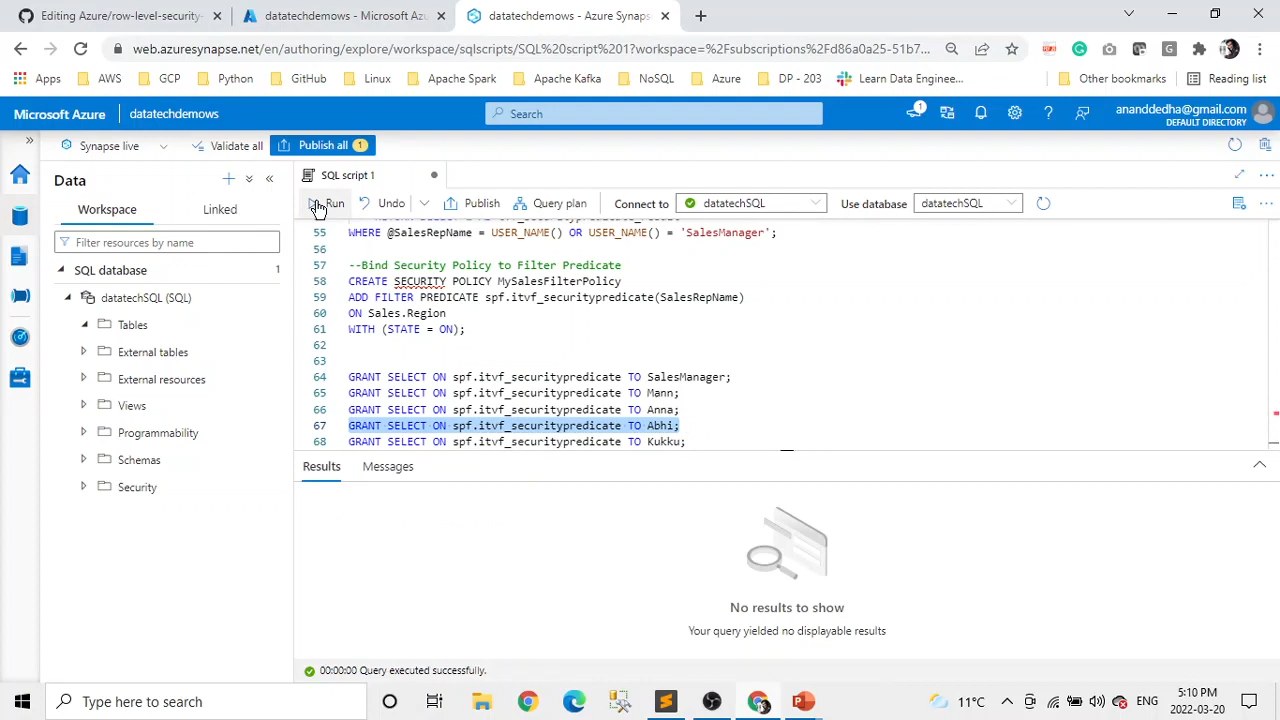 Editing Azure/row-level-security-
datatechdemows - Microsoft Azu
datatechdemows - Azure Synaps
web.azuresynapse.net/en/authoring/explore/workspace/sqlscripts/SQL%20script%201?workspace=%2Fsubscriptions%2Fd86a0a25-51b7...
Apps
AWS
GCP
Python
GitHub
Linux
Apache Spark
Apache Kafka
NoSQL
Azure
DP - 203
Learn Data Enginee...
Other bookmarks
Reading list
Microsoft Azure
datatechdemows
Search
1
ananddedha@gmail.com
DEFAULT DIRECTORY
Synapse live
Validate all
Publish all 1
Data
SQL script 1
Workspace
Linked
Run
Undo
Publish
Query plan
Connect to
datatechSQL
Use database
datatechSQL
Filter resources by name
SQL database
1
datatechSQL (SQL)
Tables
External tables
External resources
Views
Programmability
Schemas
Security
55 WHERE @SalesRepName = USER_NAME() OR USER_NAME() = 'SalesManager';
56
57 --Bind Security Policy to Filter Predicate
58 CREATE SECURITY POLICY MySalesFilterPolicy
59 ADD FILTER PREDICATE spf.itvf_securitypredicate(SalesRepName)
60 ON Sales.Region
61 WITH (STATE = ON);
62
63
64 GRANT SELECT ON spf.itvf_securitypredicate TO SalesManager;
65 GRANT SELECT ON spf.itvf_securitypredicate TO Mann;
66 GRANT SELECT ON spf.itvf_securitypredicate TO Anna;
67 GRANT SELECT ON spf.itvf_securitypredicate TO Abhi;
68 GRANT SELECT ON spf.itvf_securitypredicate TO Kukku;
Results
Messages
No results to show
Your query yielded no displayable results
00:00:00 Query executed successfully.
Type here to search
11°C
ENG
5:10 PM
2022-03-20